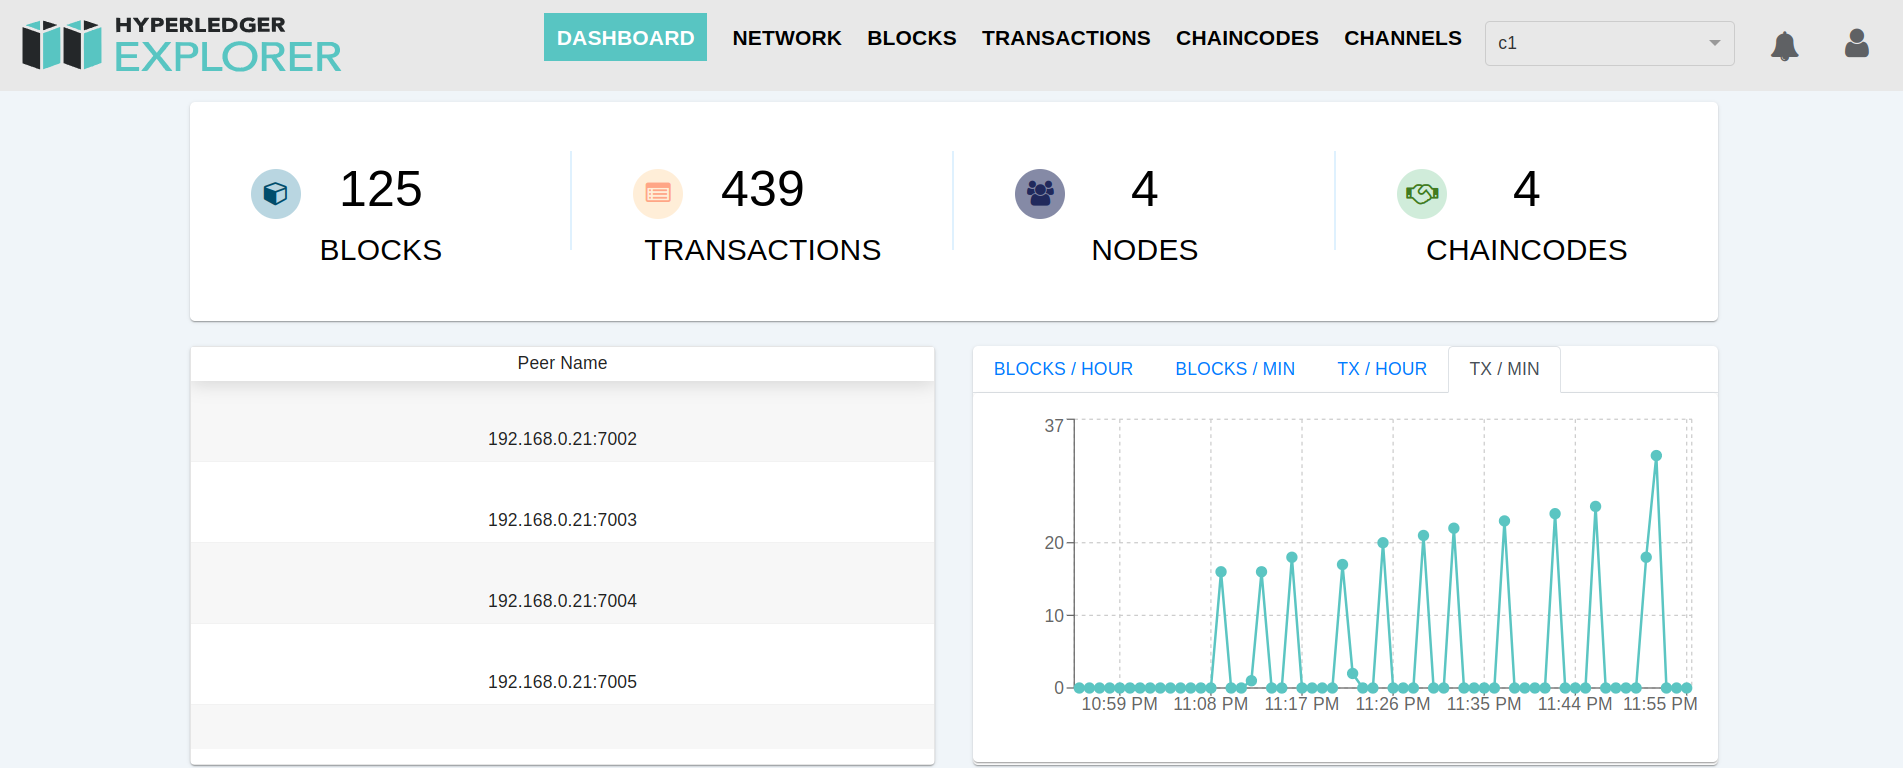 HYPERLEDGER
EXPLORER
DASHBOARD NETWORK BLOCKS TRANSACTIONS CHAINCODES CHANNELS c1
125
BLOCKS
439
TRANSACTIONS
4
NODES
4
CHAINCODES
Peer Name
192.168.0.21:7002
192.168.0.21:7003
192.168.0.21:7004
192.168.0.21:7005
BLOCKS / HOUR BLOCKS / MIN TX / HOUR TX / MIN
37
20
10
0
10:59 PM 11:08 PM 11:17 PM 11:26 PM 11:35 PM 11:44 PM 11:55 PM